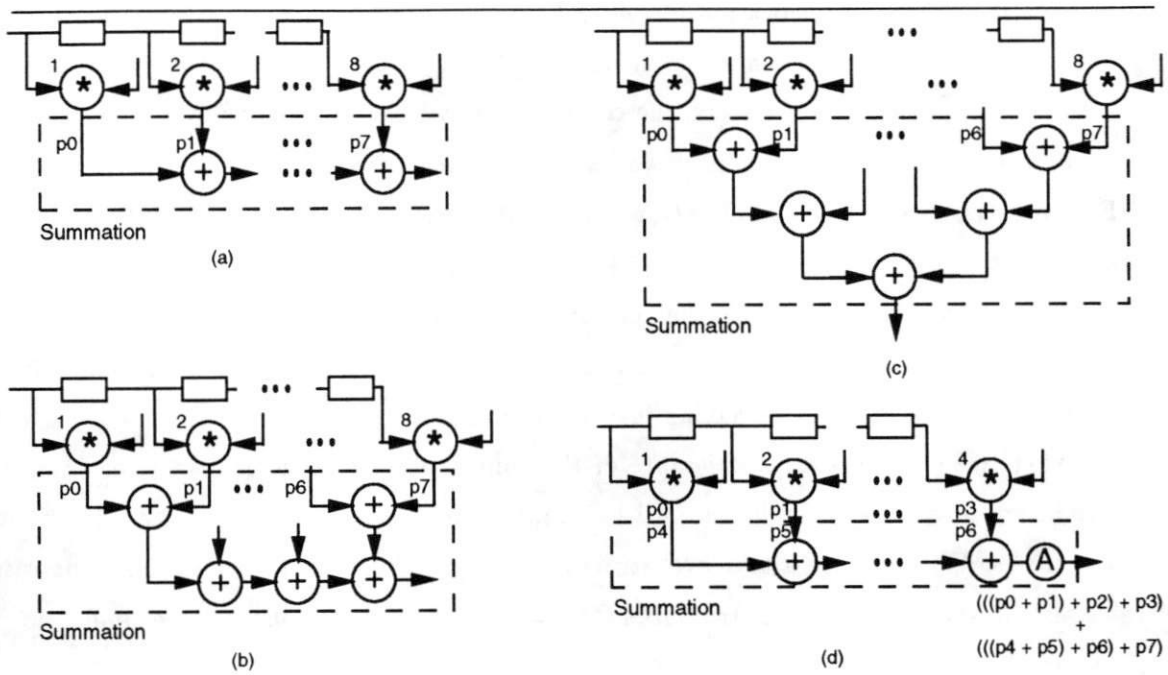 1 * 2 * ••• 8 *
p0 p1 ••• p7
+ ••• +
Summation
(a)
1 * 2 * ••• 8 *
p0 p1 ••• p6 p7
+ +
+ + +
Summation
(b)
••• 
1 * 2 * ••• 8 *
p0 p1 ••• p6 p7
+ +
+ +
+
Summation
(c)
1 * 2 * ••• 4 *
p0 p1 ••• p3
p4 p5 p6
+ ••• + A
Summation
(((p0 + p1) + p2) + p3)
+
(((p4 + p5) + p6) + p7)
(d)